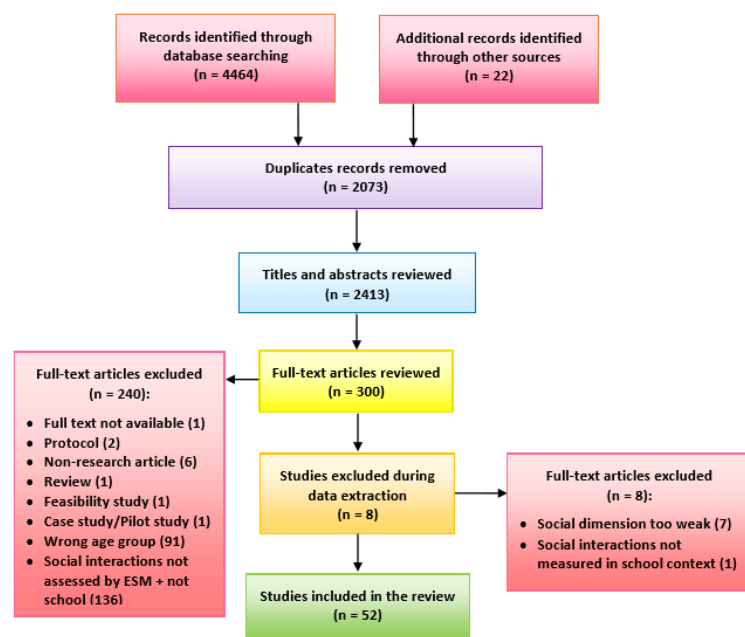 Records identified through
database searching
(n = 4464)
Additional records identified
through other sources
(n = 22)
Duplicates records removed
(n = 2073)
Titles and abstracts reviewed
(n = 2413)
Full-text articles excluded
(n = 240):
• Full text not available (1)
• Protocol (2)
• Non-research article (6)
• Review (1)
• Feasibility study (1)
• Case study/Pilot study (1)
• Wrong age group (91)
• Social interactions not
assessed by ESM + not
school (136)
Full-text articles reviewed
(n = 300)
Studies excluded during
data extraction
(n = 8)
Full-text articles excluded
(n = 8):
• Social dimension too weak (7)
• Social interactions not
measured in school context (1)
Studies included in the review
(n = 52)